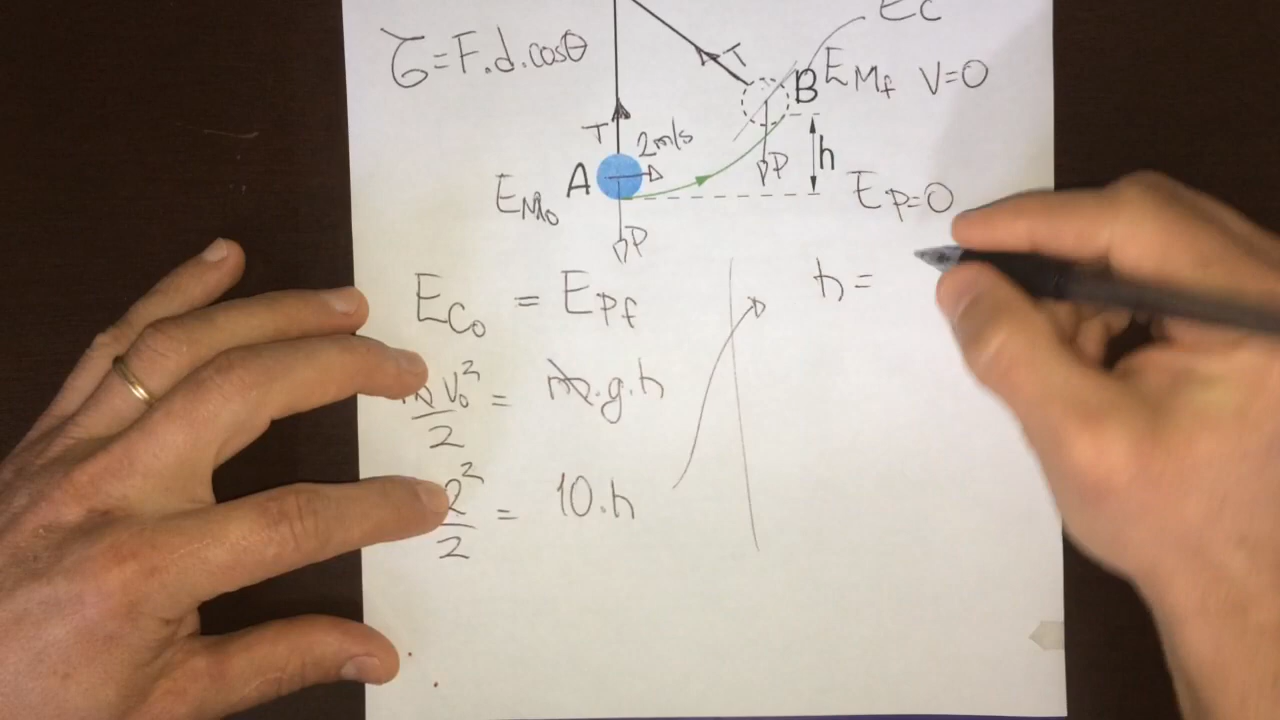 Ec
τ = F.d.cosθ
T
B EMf V=0
T 2m/s
P h
A
EM0 EP=0
P
EC0 = EPf h =
m V0² / 2 = m.g.h
2² / 2 = 10.h